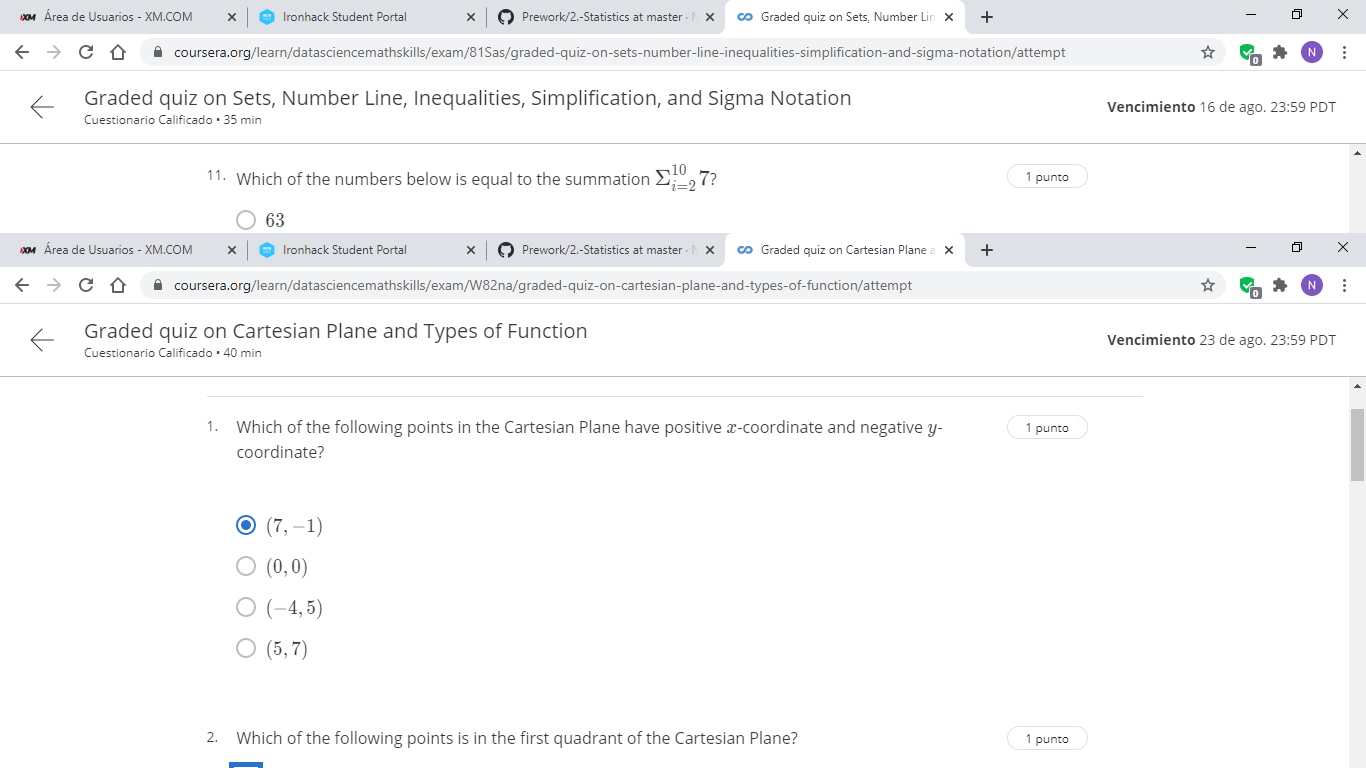 XM Área de Usuarios - XM.COM
Ironhack Student Portal
Prework/2.-Statistics at master ·
Graded quiz on Sets, Number Lin
coursera.org/learn/datasciencemathskills/exam/81Sas/graded-quiz-on-sets-number-line-inequalities-simplification-and-sigma-notation/attempt
0 N
Graded quiz on Sets, Number Line, Inequalities, Simplification, and Sigma Notation
Cuestionario Calificado • 35 min
Vencimiento 16 de ago. 23:59 PDT
11. Which of the numbers below is equal to the summation Σ¹⁰ᵢ₌₂ 7?
1 punto
63
XM Área de Usuarios - XM.COM
Ironhack Student Portal
Prework/2.-Statistics at master ·
Graded quiz on Cartesian Plane a
coursera.org/learn/datasciencemathskills/exam/W82na/graded-quiz-on-cartesian-plane-and-types-of-function/attempt
0 N
Graded quiz on Cartesian Plane and Types of Function
Cuestionario Calificado • 40 min
Vencimiento 23 de ago. 23:59 PDT
1. Which of the following points in the Cartesian Plane have positive x-coordinate and negative y-
coordinate?
1 punto
(7, −1)
(0, 0)
(−4, 5)
(5, 7)
2. Which of the following points is in the first quadrant of the Cartesian Plane?
1 punto